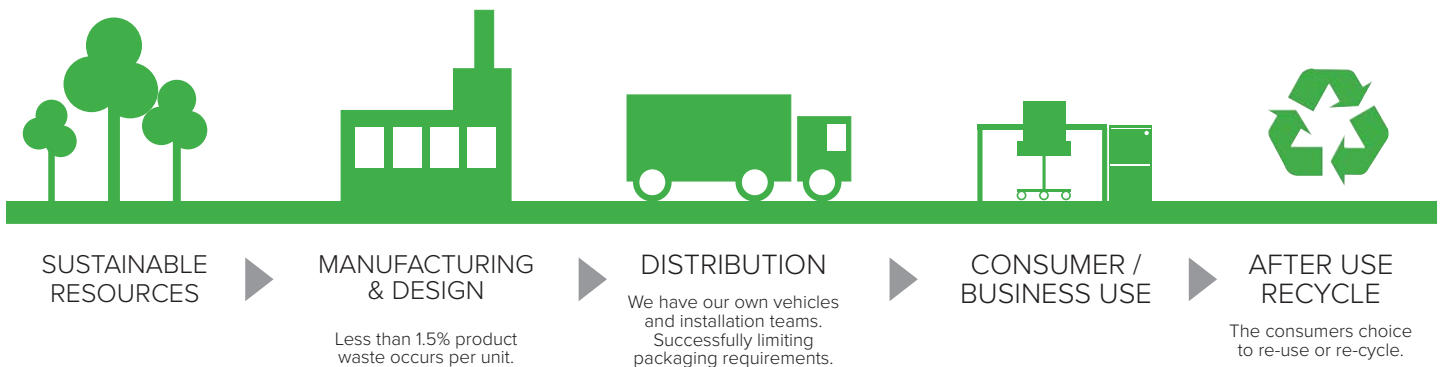 SUSTAINABLE
RESOURCES
MANUFACTURING
& DESIGN
Less than 1.5% product
waste occurs per unit.
DISTRIBUTION
We have our own vehicles
and installation teams.
Successfully limiting
packaging requirements.
CONSUMER /
BUSINESS USE
AFTER USE
RECYCLE
The consumers choice
to re-use or re-cycle.